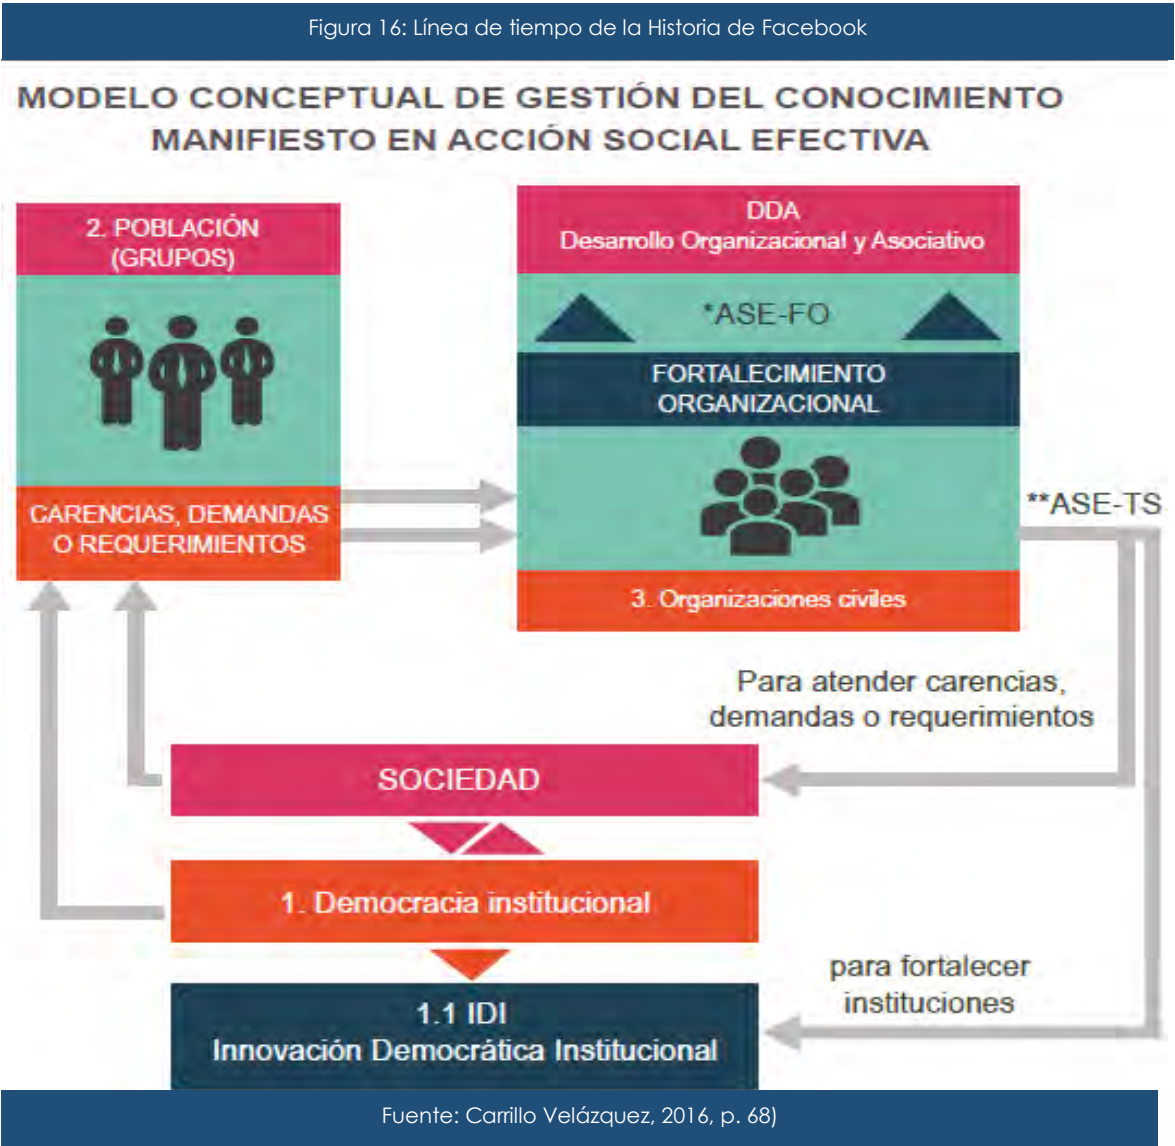 Figura 16: Línea de tiempo de la Historia de Facebook
MODELO CONCEPTUAL DE GESTIÓN DEL CONOCIMIENTO
MANIFIESTO EN ACCIÓN SOCIAL EFECTIVA
2. POBLACIÓN
(GRUPOS)
CARENCIAS, DEMANDAS
O REQUERIMIENTOS
DDA
Desarrollo Organizacional y Asociativo
*ASE-FO
FORTALECIMIENTO
ORGANIZACIONAL
3. Organizaciones civiles
**ASE-TS
Para atender carencias,
demandas o requerimientos
SOCIEDAD
1. Democracia institucional
para fortalecer
instituciones
1.1 IDI
Innovación Democrática Institucional
Fuente: Carrillo Velázquez, 2016, p. 68)